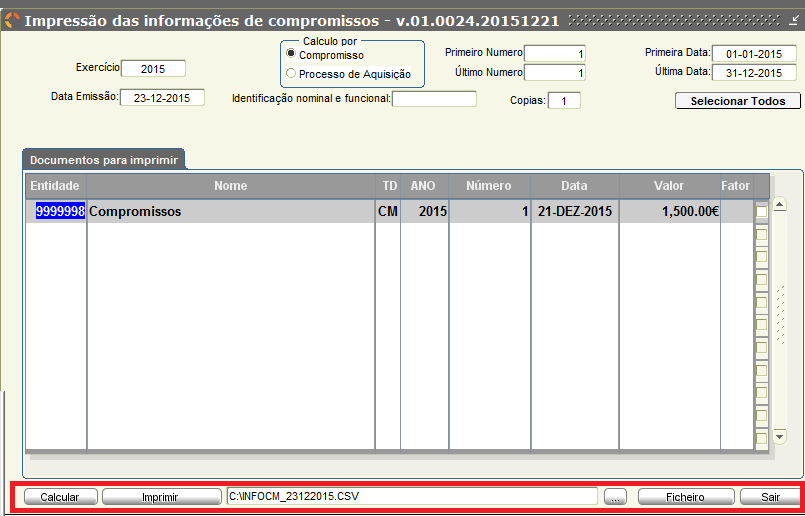 Impressão das informações de compromissos - v.01.0024.20151221
Calculo por
Compromisso
Processo de Aquisição
Exercício 2015
Primeiro Numero 1
Último Numero 1
Primeira Data: 01-01-2015
Última Data: 31-12-2015
Data Emissão: 23-12-2015
Identificação nominal e funcional:
Copias: 1
Selecionar Todos
Documentos para imprimir
Entidade Nome TD ANO Número Data Valor Fator
9999998 Compromissos CM 2015 1 21-DEZ-2015 1,500.00€
Calcular Imprimir C:\INFOCM_23122015.CSV ... Ficheiro Sair